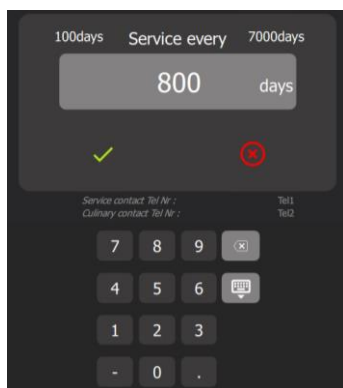 100days Service every 7000days
800 days
Service contact Tel Nr : Tel1
Culinary contact Tel Nr : Tel2
7 8 9
4 5 6
1 2 3
- 0 .